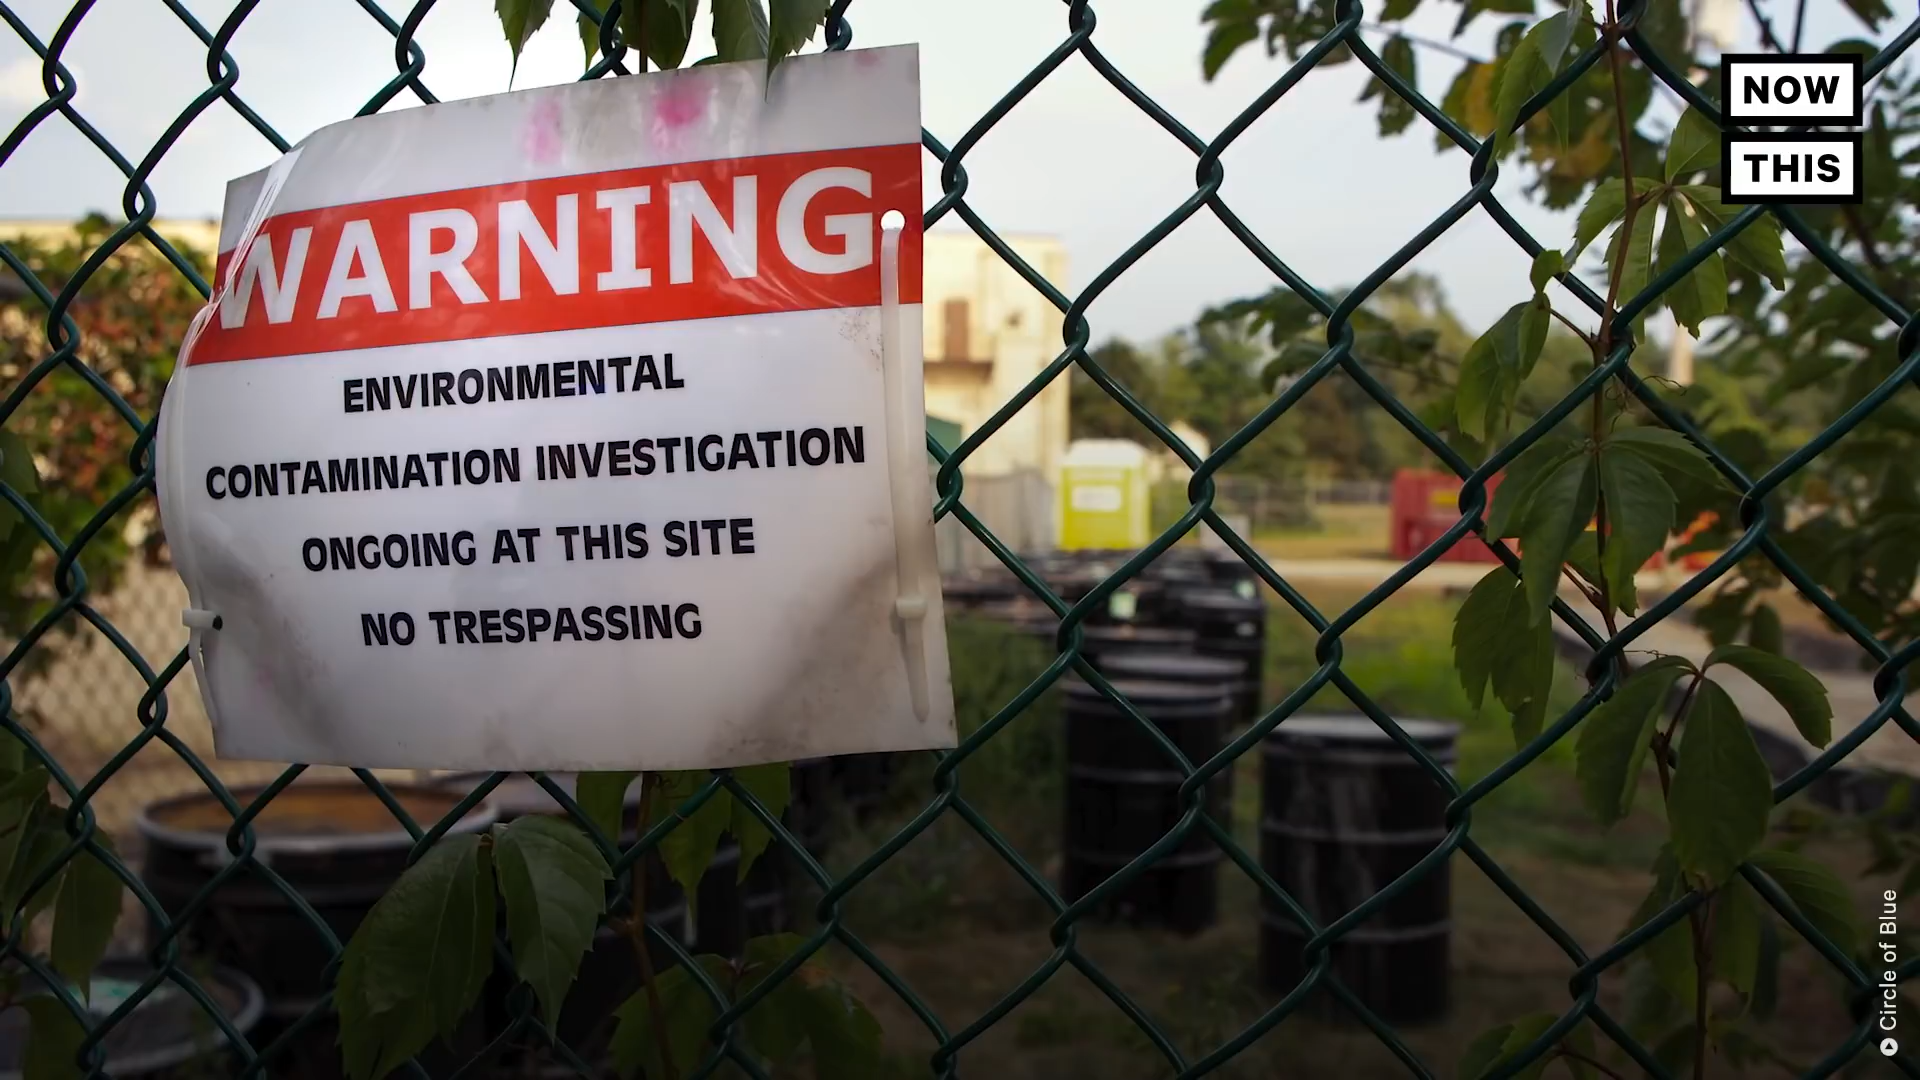 NOW
THIS
WARNING
ENVIRONMENTAL
CONTAMINATION INVESTIGATION
ONGOING AT THIS SITE
NO TRESPASSING
Circle of Blue